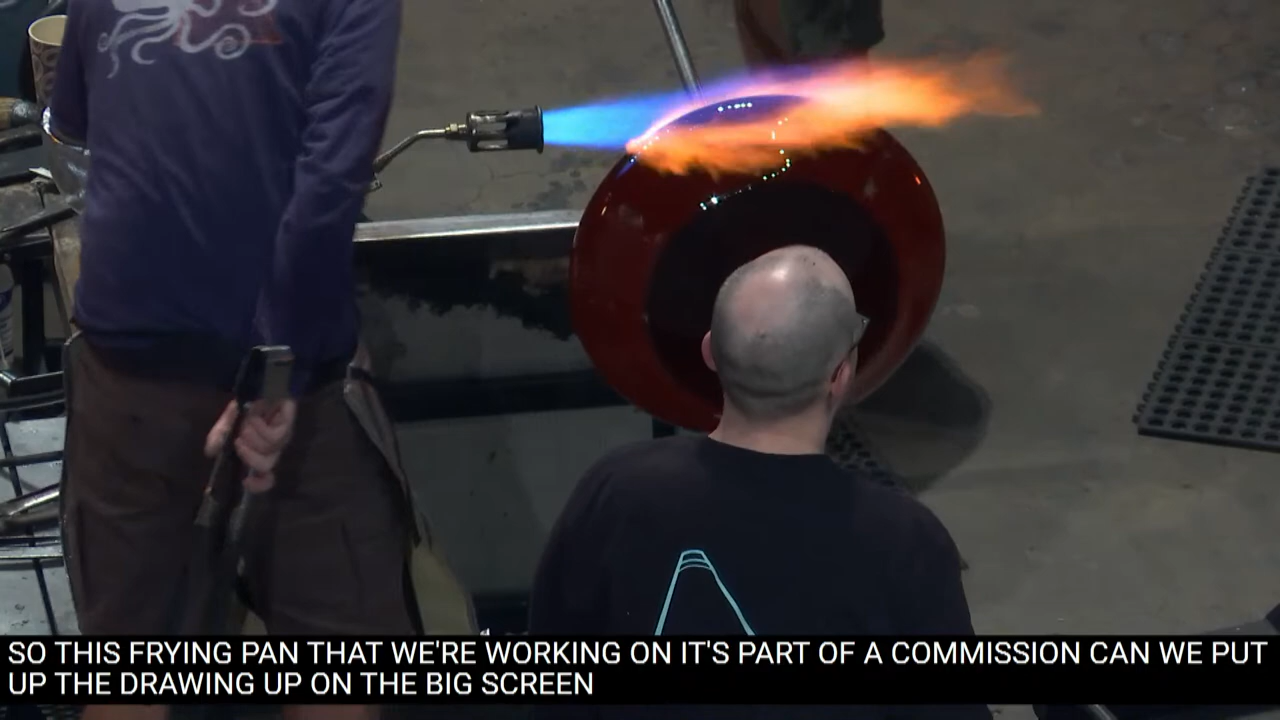 SO THIS FRYING PAN THAT WE'RE WORKING ON IT'S PART OF A COMMISSION CAN WE PUT
UP THE DRAWING UP ON THE BIG SCREEN